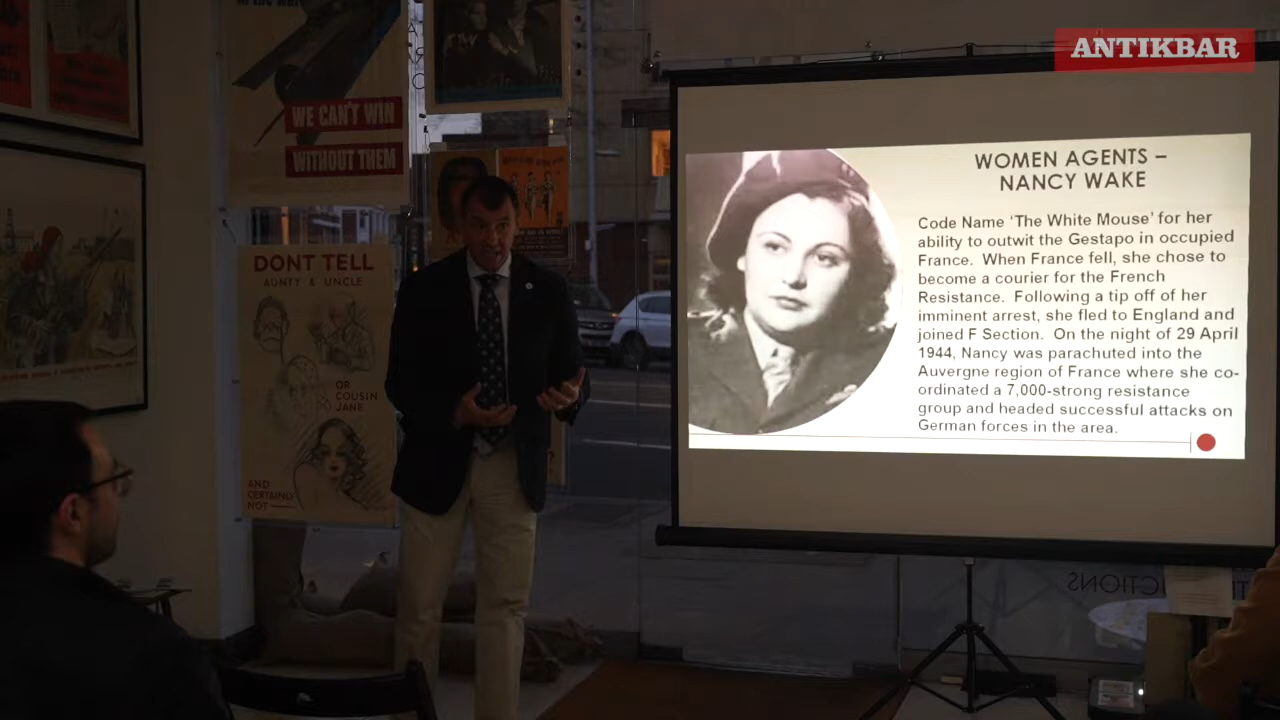 ANTIKBAR
WE CAN'T WIN
WITHOUT THEM
DONT TELL
AUNTY & UNCLE
OR
COUSIN
JANE
AND
CERTAINLY
NOT
WOMEN AGENTS –
NANCY WAKE
Code Name 'The White Mouse' for her
ability to outwit the Gestapo in occupied
France. When France fell, she chose to
become a courier for the French
Resistance. Following a tip off of her
imminent arrest, she fled to England and
joined F Section. On the night of 29 April
1944, Nancy was parachuted into the
Auvergne region of France where she co-
ordinated a 7,000-strong resistance
group and headed successful attacks on
German forces in the area.